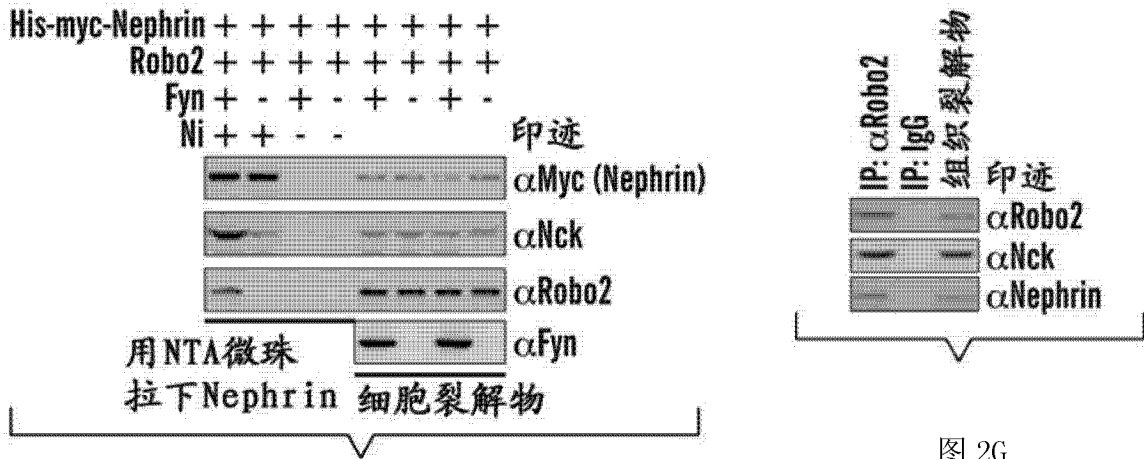 His-myc-Nephrin + + + + + + + +
Robo2 + + + + + + + +
Fyn + - + - + - + -
Ni + + - -
印迹
αMyc (Nephrin)
αNck
αRobo2
αFyn
用NTA微珠
拉下Nephrin
细胞裂解物
IP: αRobo2
IP: IgG
组织裂解物
印迹
αRobo2
αNck
αNephrin
图 2G